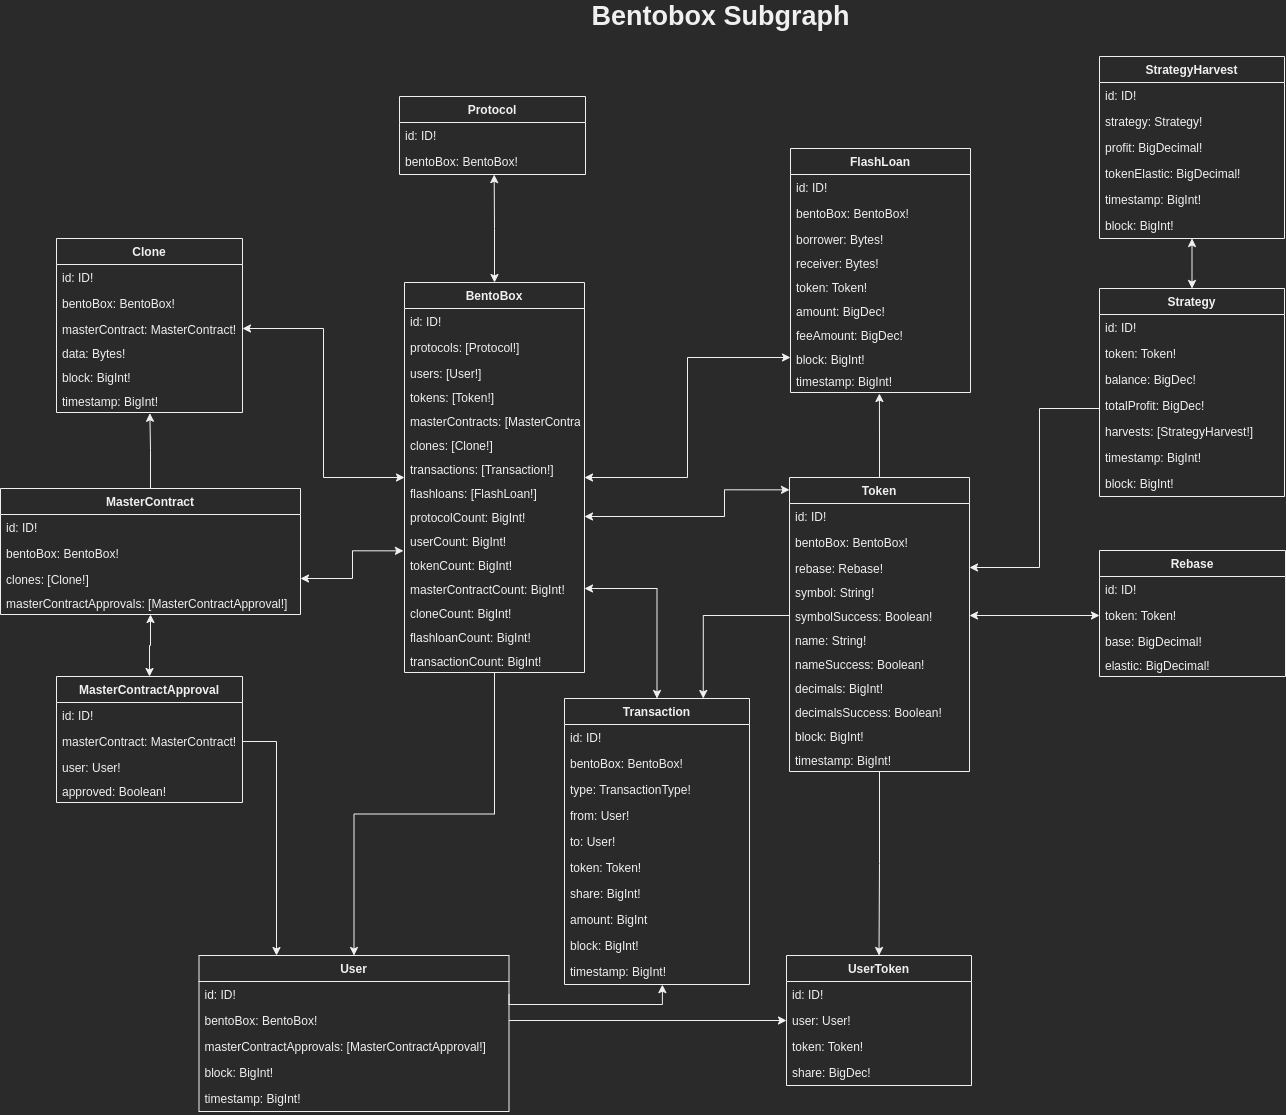 Bentobox Subgraph
StrategyHarvest
id: ID!
strategy: Strategy!
profit: BigDecimal!
tokenElastic: BigDecimal!
timestamp: BigInt!
block: BigInt!
Protocol
id: ID!
bentoBox: BentoBox!
FlashLoan
id: ID!
bentoBox: BentoBox!
borrower: Bytes!
receiver: Bytes!
token: Token!
amount: BigDec!
feeAmount: BigDec!
block: BigInt!
timestamp: BigInt!
Clone
id: ID!
bentoBox: BentoBox!
masterContract: MasterContract!
data: Bytes!
block: BigInt!
timestamp: BigInt!
BentoBox
id: ID!
protocols: [Protocol!]
users: [User!]
tokens: [Token!]
masterContracts: [MasterContra
clones: [Clone!]
transactions: [Transaction!]
flashloans: [FlashLoan!]
protocolCount: BigInt!
userCount: BigInt!
tokenCount: BigInt!
masterContractCount: BigInt!
cloneCount: BigInt!
flashloanCount: BigInt!
transactionCount: BigInt!
Strategy
id: ID!
token: Token!
balance: BigDec!
totalProfit: BigDec!
harvests: [StrategyHarvest!]
timestamp: BigInt!
block: BigInt!
MasterContract
id: ID!
bentoBox: BentoBox!
clones: [Clone!]
masterContractApprovals: [MasterContractApproval!]
Token
id: ID!
bentoBox: BentoBox!
rebase: Rebase!
symbol: String!
symbolSuccess: Boolean!
name: String!
nameSuccess: Boolean!
decimals: BigInt!
decimalsSuccess: Boolean!
block: BigInt!
timestamp: BigInt!
Rebase
id: ID!
token: Token!
base: BigDecimal!
elastic: BigDecimal!
MasterContractApproval
id: ID!
masterContract: MasterContract!
user: User!
approved: Boolean!
Transaction
id: ID!
bentoBox: BentoBox!
type: TransactionType!
from: User!
to: User!
token: Token!
share: BigInt!
amount: BigInt
block: BigInt!
timestamp: BigInt!
User
id: ID!
bentoBox: BentoBox!
masterContractApprovals: [MasterContractApproval!]
block: BigInt!
timestamp: BigInt!
UserToken
id: ID!
user: User!
token: Token!
share: BigDec!